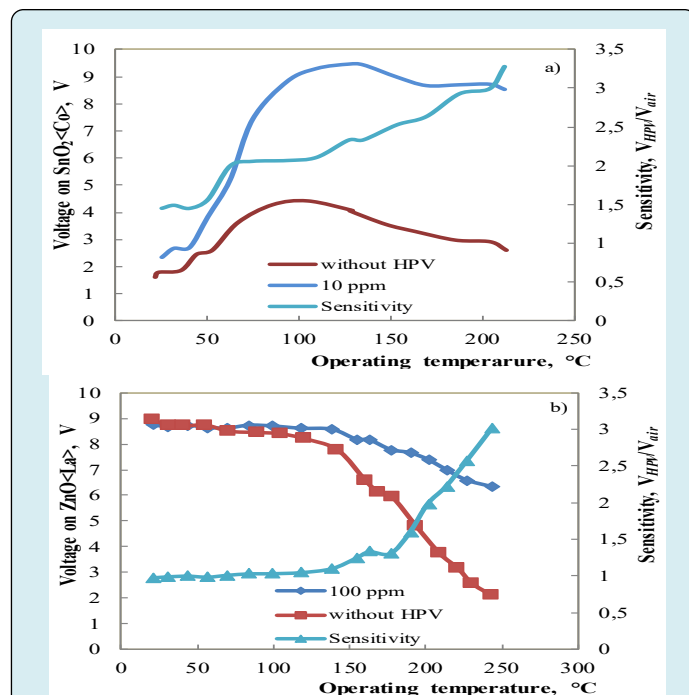 a)
Voltage on SnO₂<Co>, V
10
9
8
7
6
5
4
3
2
1
0
3,5
3
2,5
2
1,5
1
0,5
0
Sensitivity, V_HPV/V_air
without HPV
10 ppm
Sensitivity
0 50 100 150 200 250
Operating temperarure, °C
b)
Voltage on ZnO<La>, V
10
9
8
7
6
5
4
3
2
1
0
3,5
3
2,5
2
1,5
1
0,5
0
Sensitivity, V_HPV/V_air
100 ppm
without HPV
Sensitivity
0 50 100 150 200 250 300
Operating temperature, °C